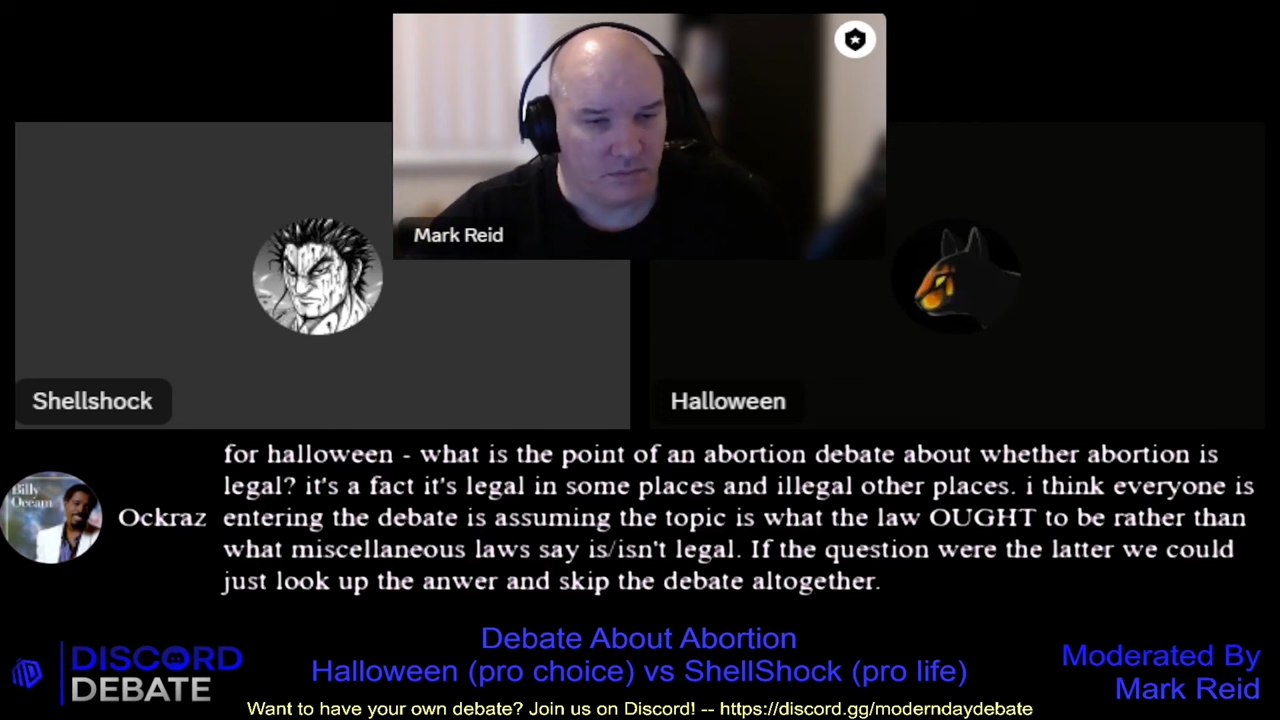 Mark Reid
Shellshock
Halloween
for halloween - what is the point of an abortion debate about whether abortion is
legal? it's a fact it's legal in some places and illegal other places. i think everyone is
entering the debate is assuming the topic is what the law OUGHT to be rather than
what miscellaneous laws say is/isn't legal. If the question were the latter we could
just look up the anwer and skip the debate altogether.
Billy
Occam
Ockraz
DISCORD
DEBATE
Debate About Abortion
Halloween (pro choice) vs ShellShock (pro life)
Moderated By
Mark Reid
Want to have your own debate? Join us on Discord! -- https://discord.gg/moderndaydebate